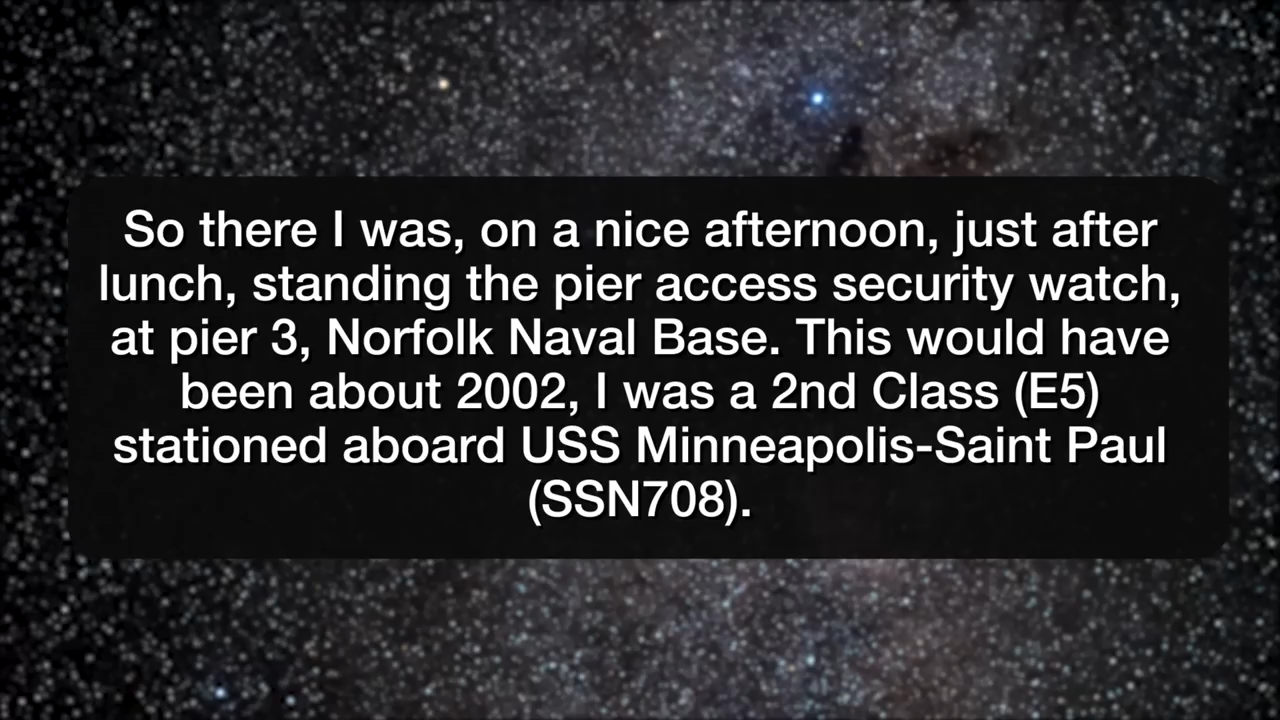 So there I was, on a nice afternoon, just after
lunch, standing the pier access security watch,
at pier 3, Norfolk Naval Base. This would have
been about 2002, I was a 2nd Class (E5)
stationed aboard USS Minneapolis-Saint Paul
(SSN708).